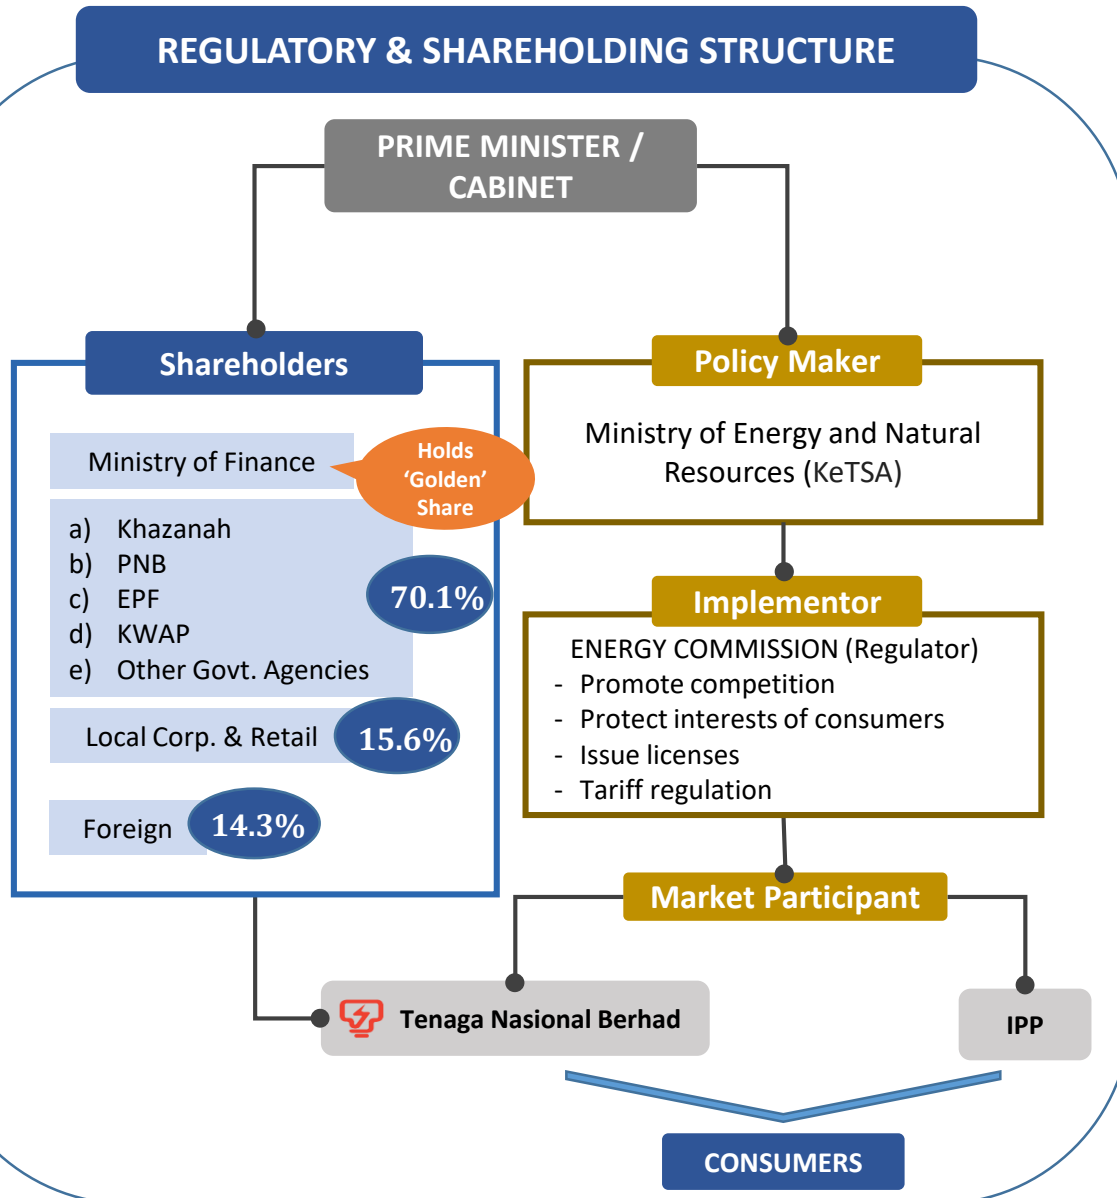 REGULATORY & SHAREHOLDING STRUCTURE
PRIME MINISTER /
CABINET
Shareholders
Ministry of Finance
Holds
‘Golden’
Share
a) Khazanah
b) PNB
c) EPF
d) KWAP
e) Other Govt. Agencies
70.1%
Local Corp. & Retail
15.6%
Foreign
14.3%
Policy Maker
Ministry of Energy and Natural
Resources (KeTSA)
Implementor
ENERGY COMMISSION (Regulator)
- Promote competition
- Protect interests of consumers
- Issue licenses
- Tariff regulation
Market Participant
Tenaga Nasional Berhad
IPP
CONSUMERS